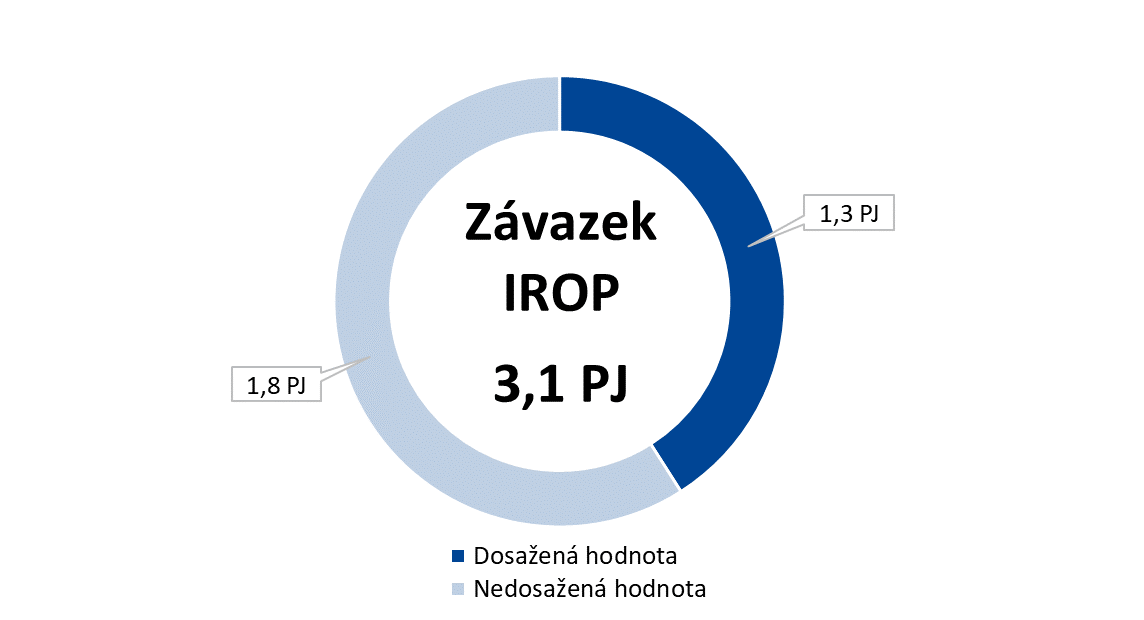 Závazek
IROP
3,1 PJ
1,3 PJ
1,8 PJ
Dosažená hodnota
Nedosažená hodnota